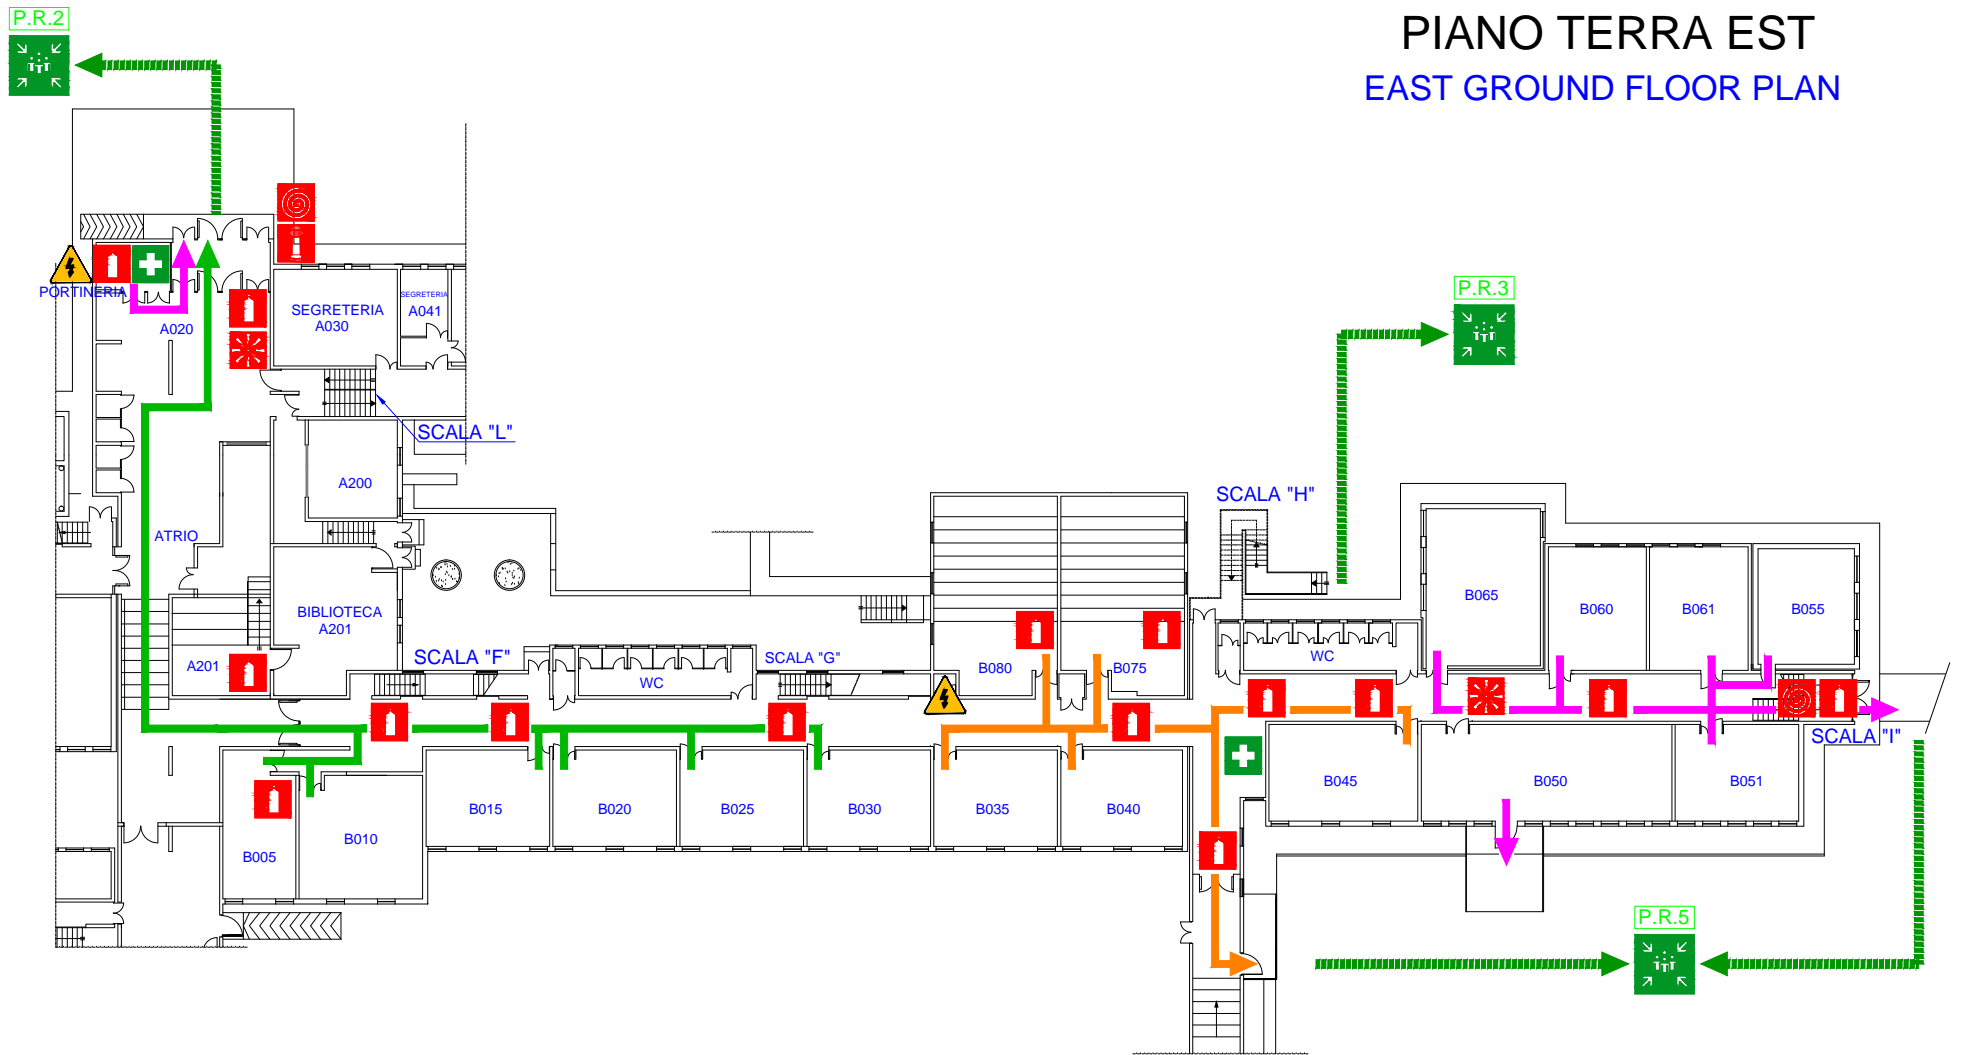 PIANO TERRA EST
EAST GROUND FLOOR PLAN
P.R.2
P.R.3
PORTINERIA
A020
SEGRETERIA
A030
SEGRETERIA
A041
SCALA "L"
A200
ATRIO
BIBLIOTECA
A201
A201
SCALA "F"
WC
SCALA "G"
B080
B075
SCALA "H"
WC
B065
B060
B061
B055
SCALA "I"
B005
B010
B015
B020
B025
B030
B035
B040
B045
B050
B051
P.R.5